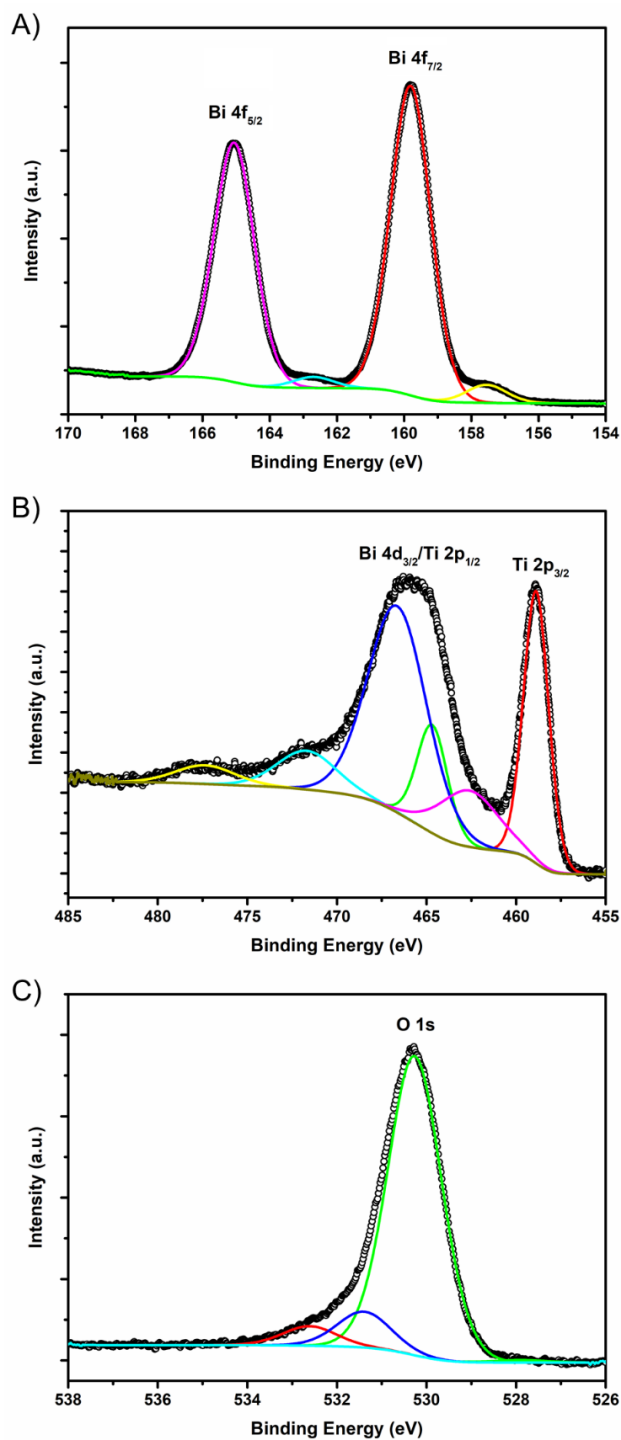 A)
Bi 4f7/2
Bi 4f5/2
Intensity (a.u.)
170 168 166 164 162 160 158 156 154
Binding Energy (eV)
B)
Bi 4d3/2/Ti 2p1/2 Ti 2p3/2
Intensity (a.u.)
485 480 475 470 465 460 455
Binding Energy (eV)
C)
O 1s
Intensity (a.u.)
538 536 534 532 530 528 526
Binding Energy (eV)